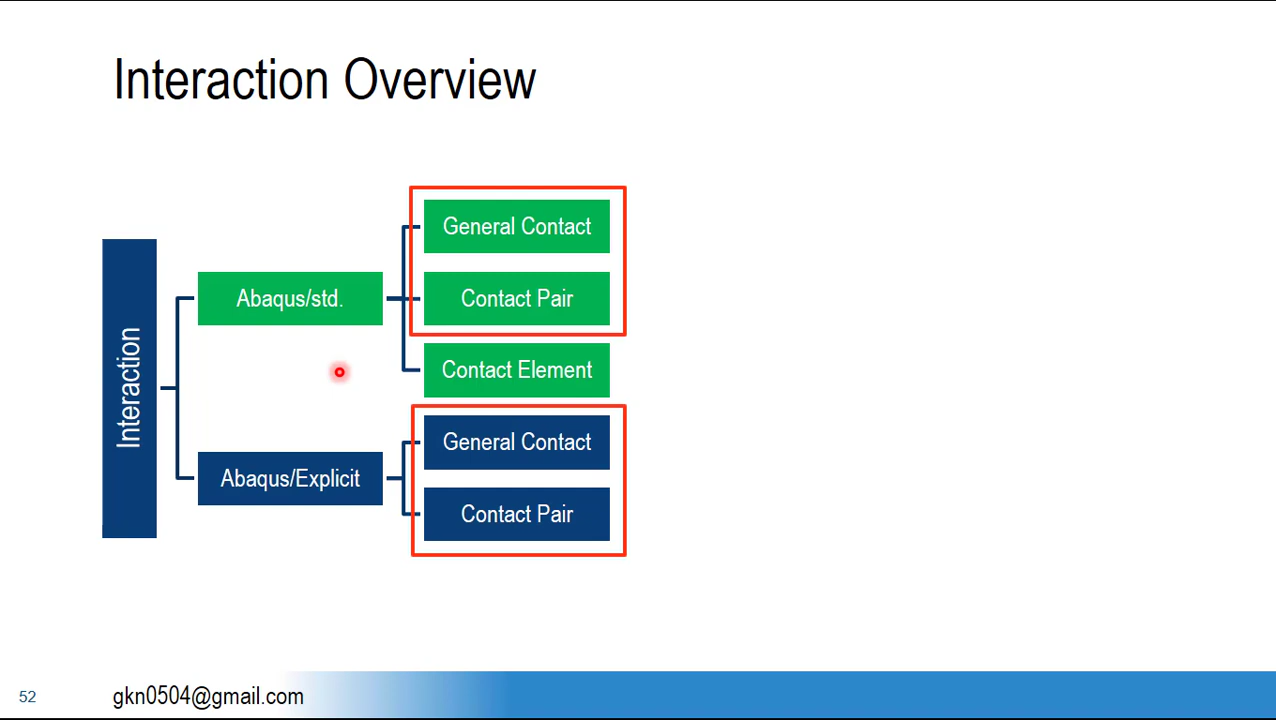 Interaction Overview
Interaction
Abaqus/std.
General Contact
Contact Pair
Contact Element
Abaqus/Explicit
General Contact
Contact Pair
52
gkn0504@gmail.com